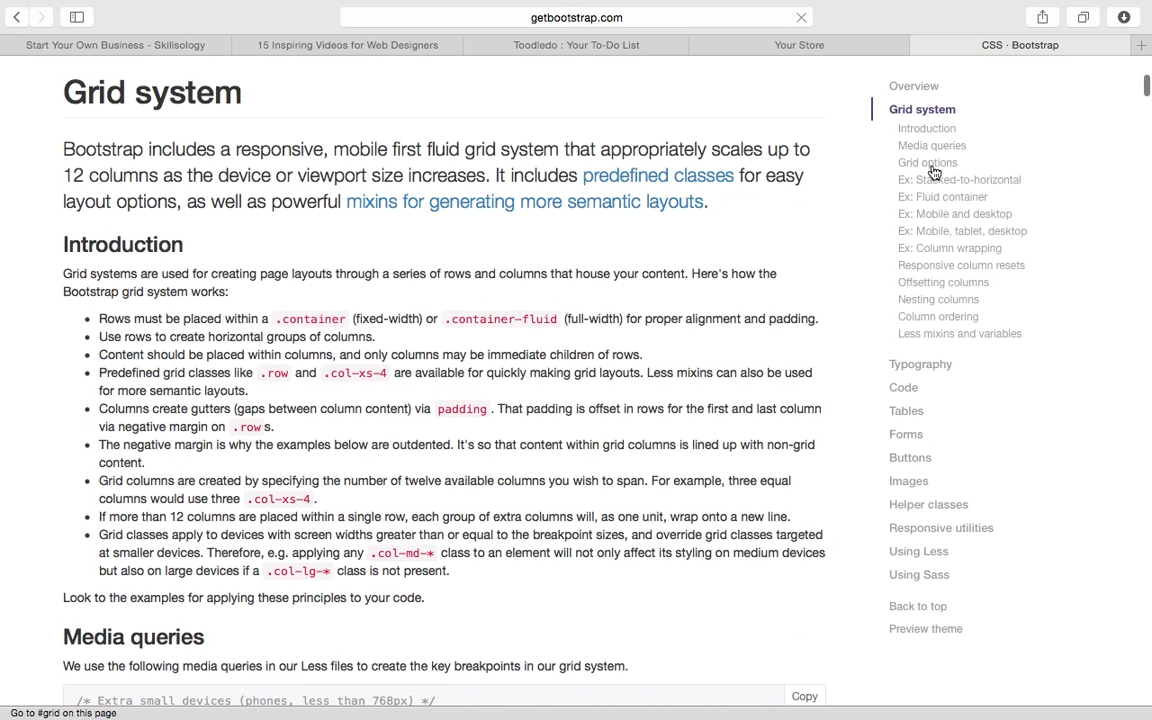 getbootstrap.com
Start Your Own Business - Skillsology
15 Inspiring Videos for Web Designers
Toodledo : Your To-Do List
Your Store
CSS · Bootstrap
Grid system
Bootstrap includes a responsive, mobile first fluid grid system that appropriately scales up to
12 columns as the device or viewport size increases. It includes predefined classes for easy
layout options, as well as powerful mixins for generating more semantic layouts.
Introduction
Grid systems are used for creating page layouts through a series of rows and columns that house your content. Here's how the
Bootstrap grid system works:
• Rows must be placed within a .container (fixed-width) or .container-fluid (full-width) for proper alignment and padding.
• Use rows to create horizontal groups of columns.
• Content should be placed within columns, and only columns may be immediate children of rows.
• Predefined grid classes like .row and .col-xs-4 are available for quickly making grid layouts. Less mixins can also be used
for more semantic layouts.
• Columns create gutters (gaps between column content) via padding. That padding is offset in rows for the first and last column
via negative margin on .row s.
• The negative margin is why the examples below are outdented. It's so that content within grid columns is lined up with non-grid
content.
• Grid columns are created by specifying the number of twelve available columns you wish to span. For example, three equal
columns would use three .col-xs-4.
• If more than 12 columns are placed within a single row, each group of extra columns will, as one unit, wrap onto a new line.
• Grid classes apply to devices with screen widths greater than or equal to the breakpoint sizes, and override grid classes targeted
at smaller devices. Therefore, e.g. applying any .col-md-* class to an element will not only affect its styling on medium devices
but also on large devices if a .col-lg-* class is not present.
Look to the examples for applying these principles to your code.
Media queries
We use the following media queries in our Less files to create the key breakpoints in our grid system.
/* Extra small devices (phones, less than 768px) */
Copy
Overview
Grid system
Introduction
Media queries
Grid options
Ex: Stacked-to-horizontal
Ex: Fluid container
Ex: Mobile and desktop
Ex: Mobile, tablet, desktop
Ex: Column wrapping
Responsive column resets
Offsetting columns
Nesting columns
Column ordering
Less mixins and variables
Typography
Code
Tables
Forms
Buttons
Images
Helper classes
Responsive utilities
Using Less
Using Sass
Back to top
Preview theme
Go to #grid on this page